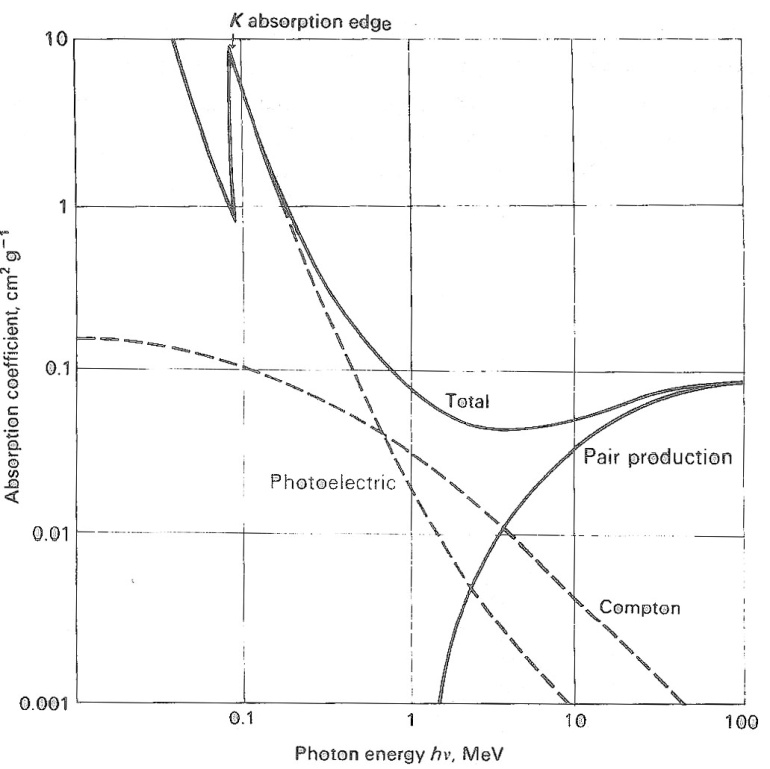 K absorption edge
10
1
0.1
0.01
0.001
Absorption coefficient, cm² g⁻¹
Total
Pair production
Photoelectric
Compton
0.1
1
10
100
Photon energy hν, MeV